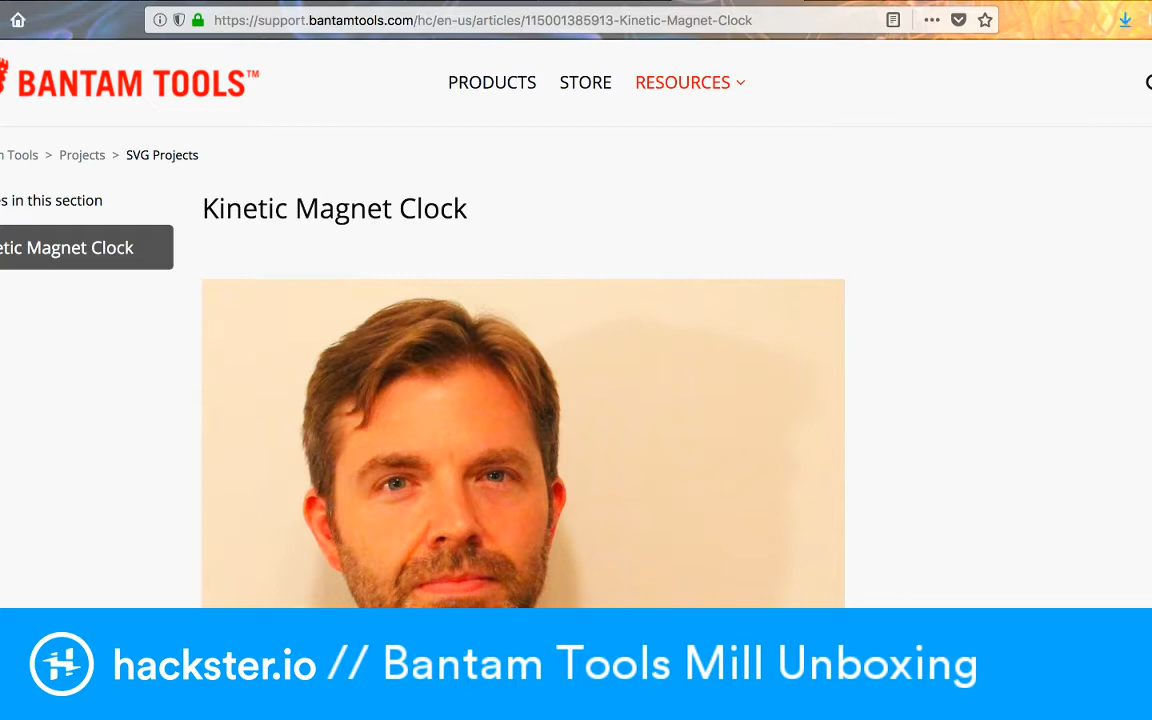 https://support.bantamtools.com/hc/en-us/articles/115001385913-Kinetic-Magnet-Clock
BANTAM TOOLS™
PRODUCTS STORE RESOURCES
Tools > Projects > SVG Projects
in this section
Kinetic Magnet Clock
Magnet Clock
hackster.io // Bantam Tools Mill Unboxing